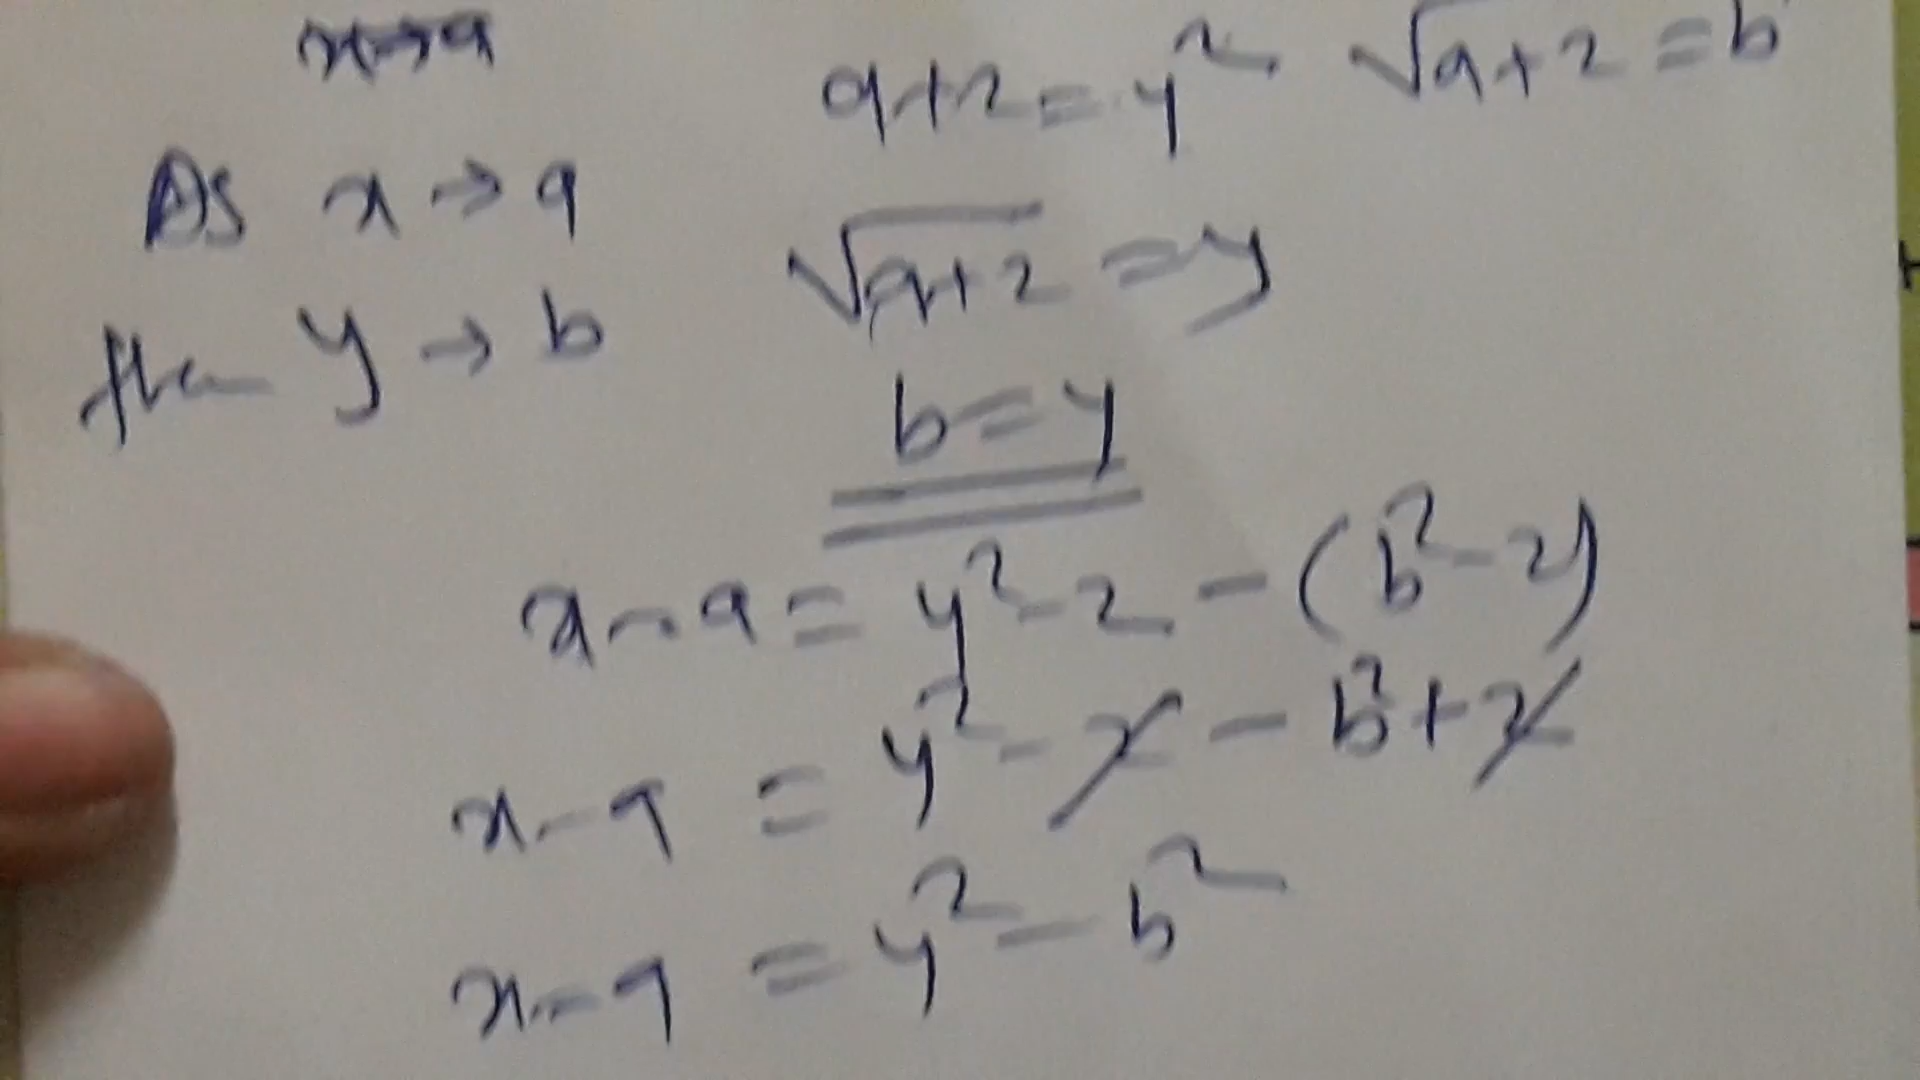 x→a
a+2=y² √a+2=b
As x→a
√a+2=y
then y→b
b=y
x-a=y²-2-(b²-2)
x-a=y²-2-b²+2
x-a=y²-b²